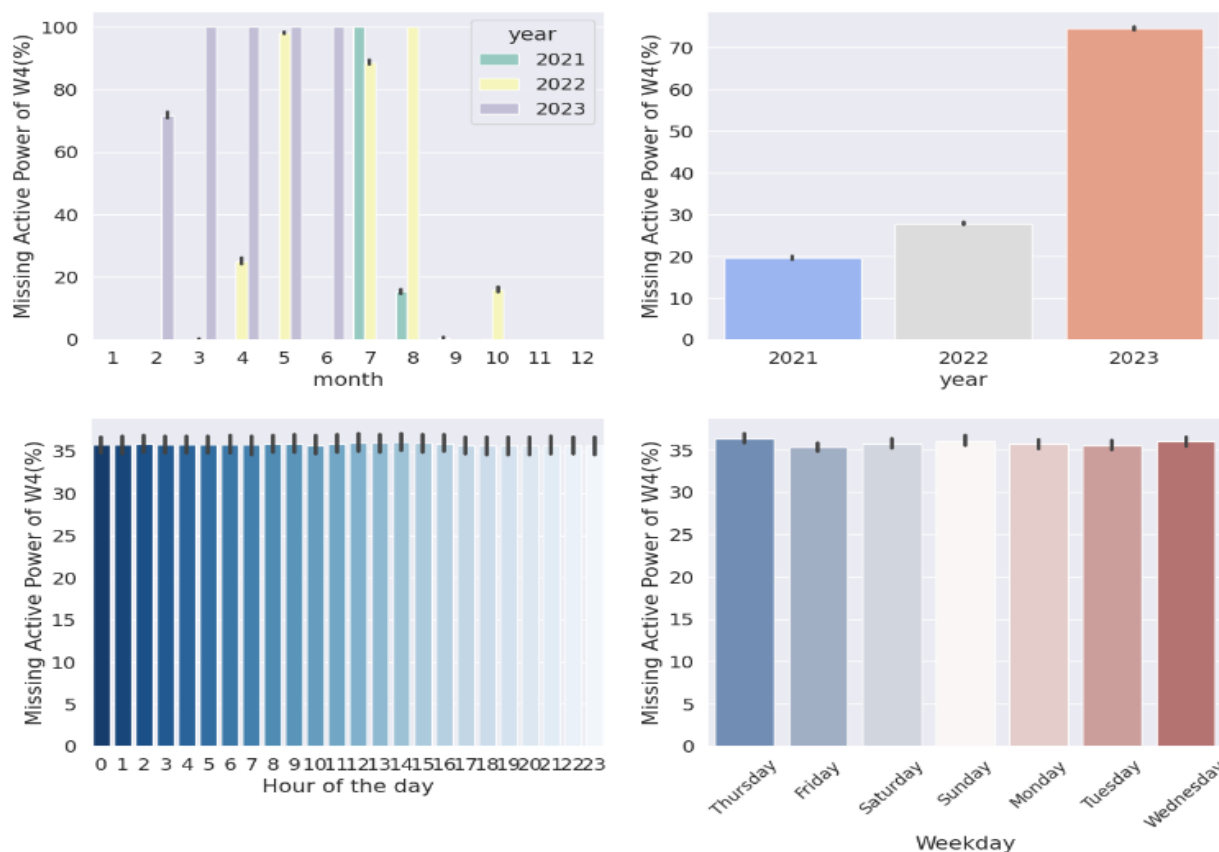 Missing Active Power of W4(%)
100
80
60
40
20
0
year
2021
2022
2023
1 2 3 4 5 6 7 8 9 10 11 12
month
Missing Active Power of W4(%)
70
60
50
40
30
20
10
0
2021 2022 2023
year
Missing Active Power of W4(%)
35
30
25
20
15
10
5
0
0 1 2 3 4 5 6 7 8 9 10 11 12 13 14 15 16 17 18 19 20 21 22 23
Hour of the day
Missing Active Power of W4(%)
35
30
25
20
15
10
5
0
Thursday Friday Saturday Sunday Monday Tuesday Wednesday
Weekday